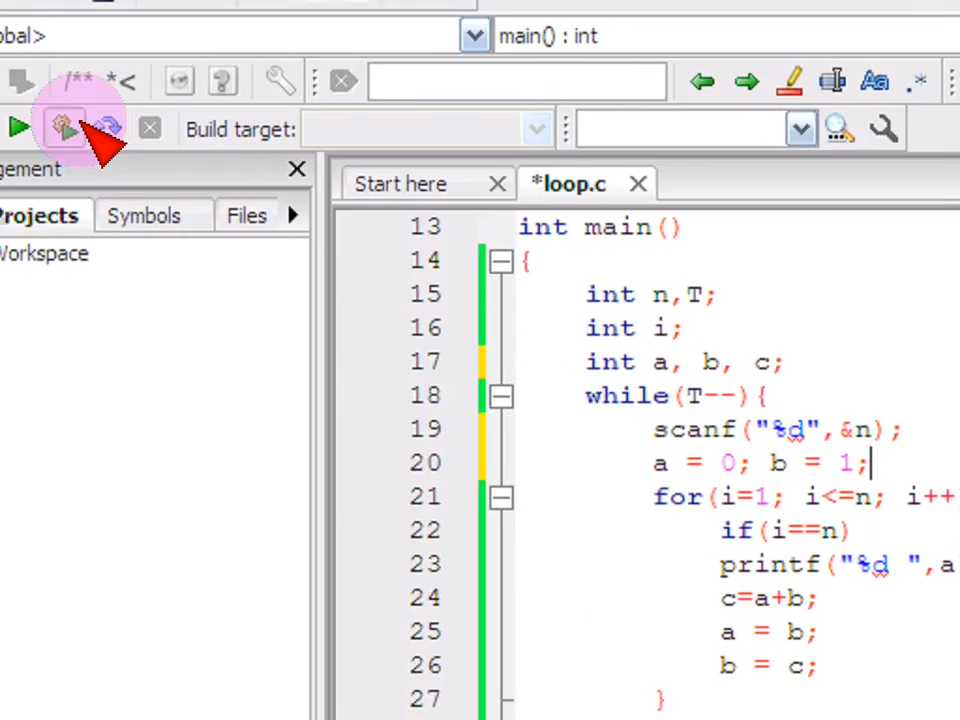 obal> main() : int
/** *< Aa .*
Build target:
gement
Projects Symbols Files
Workspace
Start here *loop.c
13 int main()
14 {
15 int n,T;
16 int i;
17 int a, b, c;
18 while(T--){
19 scanf("%d",&n);
20 a = 0; b = 1;
21 for(i=1; i<=n; i++
22 if(i==n)
23 printf("%d ",a
24 c=a+b;
25 a = b;
26 b = c;
27 }